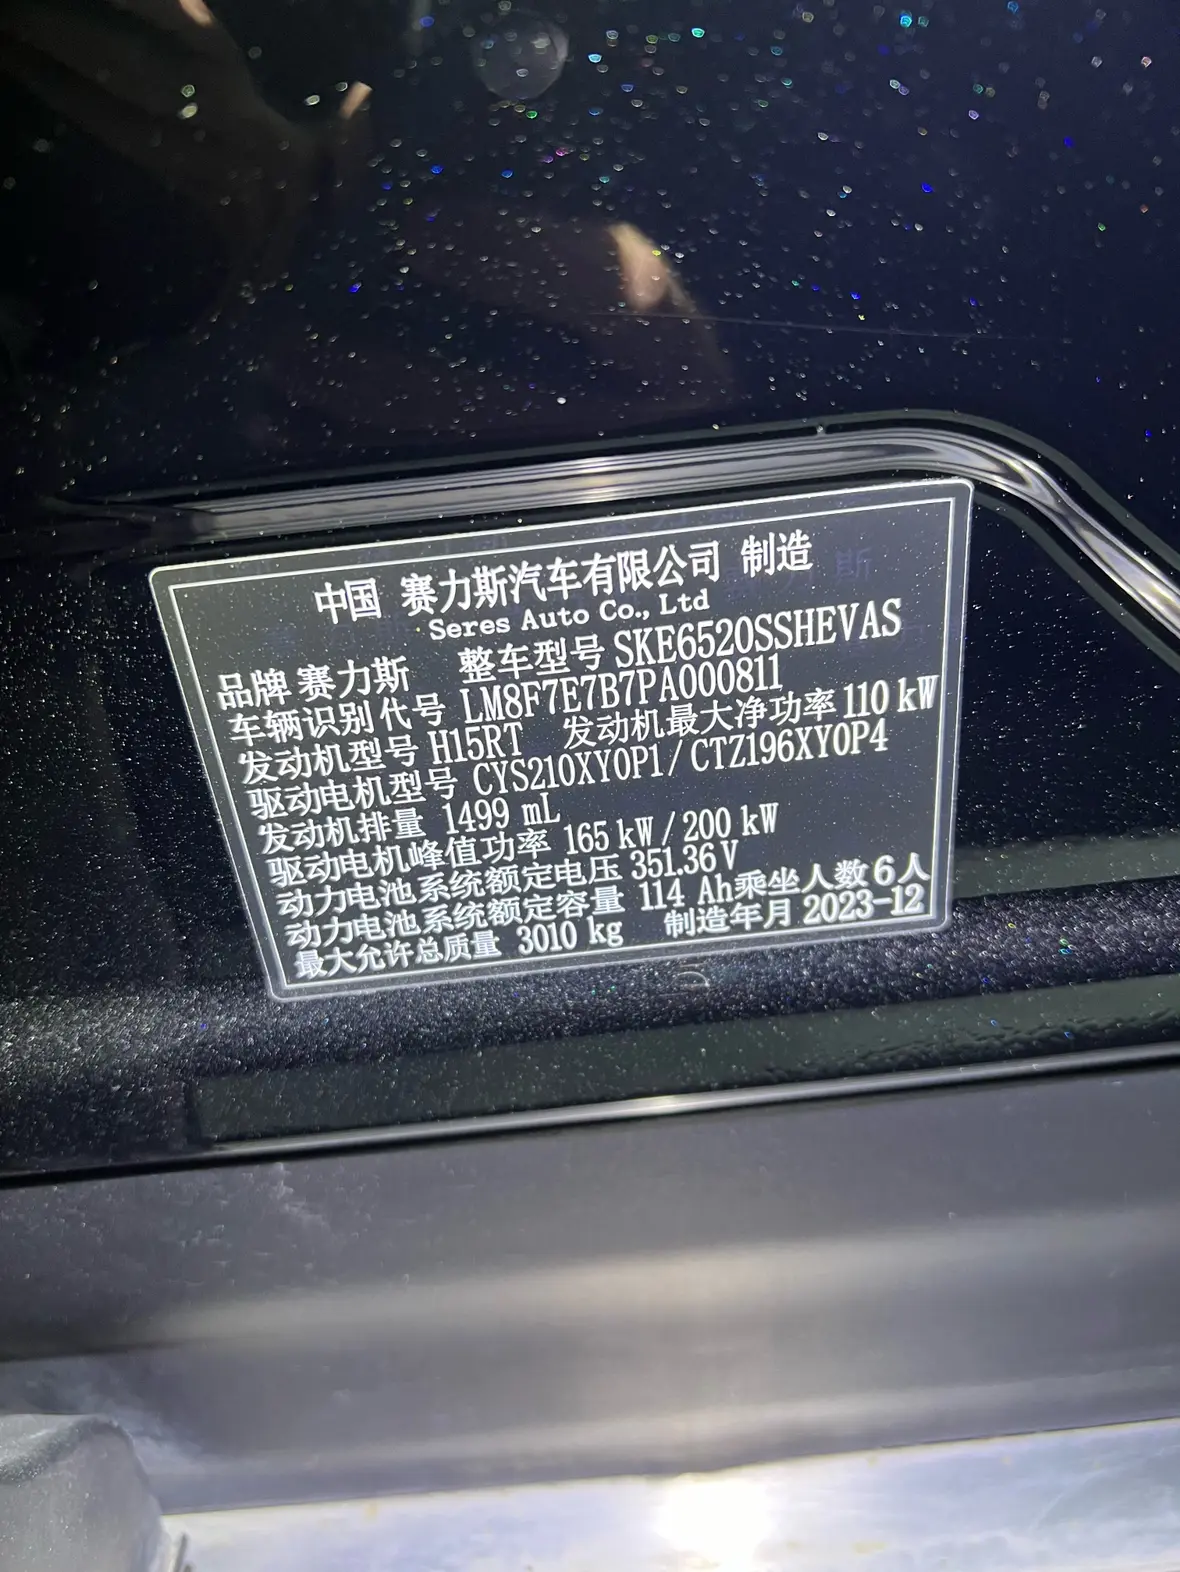 中国 赛力斯汽车有限公司 制造
Seres Auto Co., Ltd
品牌 赛力斯 整车型号 SKE6520SSHEVAS
车辆识别代号 LM8F7E7B7PA000811
发动机型号 H15RT 发动机最大净功率 110 kW
驱动电机型号 CYS210XY0P1 / CTZ196XY0P4
发动机排量 1499 mL
驱动电机峰值功率 165 kW / 200 kW
动力电池系统额定电压 351.36 V
动力电池系统额定容量 114 Ah 乘坐人数 6 人
最大允许总质量 3010 kg 制造年月 2023-12